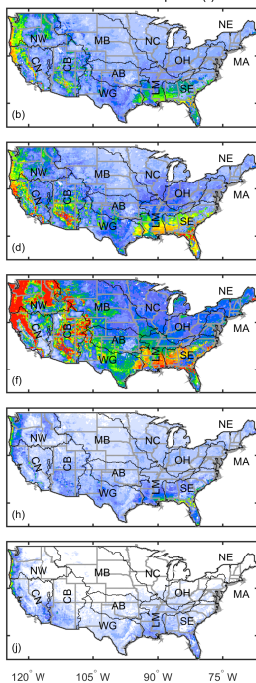 NE
NW
MB
NC
CN
CB
OH
MA
AB
WG
LM
SE
(b)
NE
NW
MB
NC
CN
CB
OH
MA
AB
WG
LM
SE
(d)
NE
NW
MB
NC
CN
CB
OH
MA
AB
WG
LM
SE
(f)
NE
NW
MB
NC
CN
CB
OH
MA
AB
WG
LM
SE
(h)
NE
NW
MB
NC
CN
CB
OH
MA
AB
WG
LM
SE
(j)
120° W 105° W 90° W 75° W